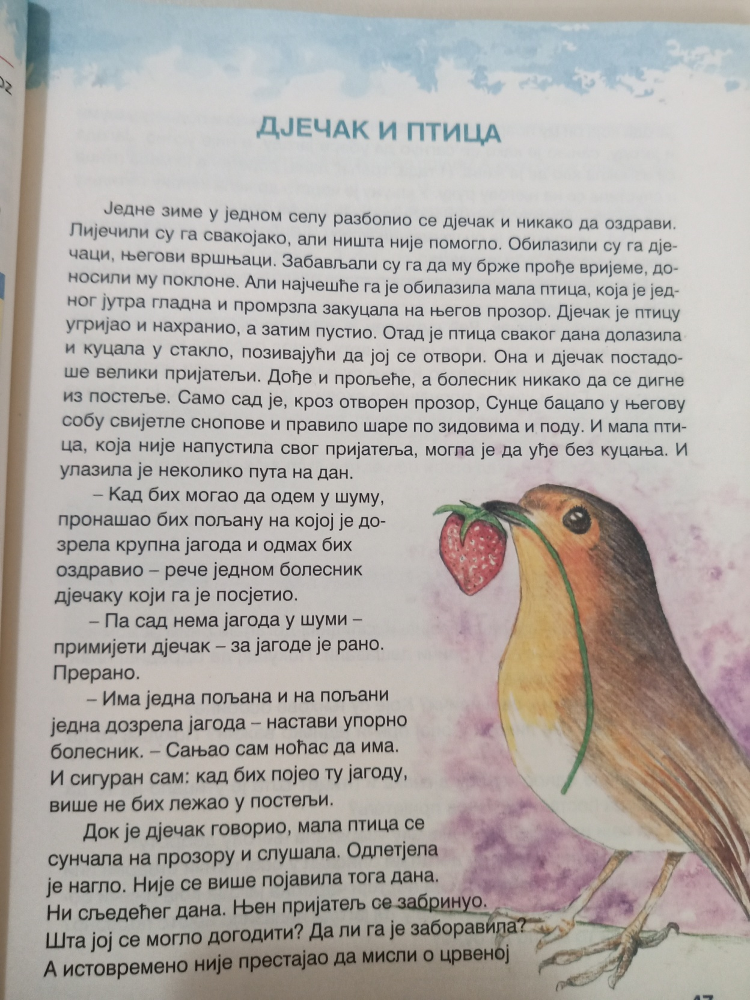 ДЈЕЧАК И ПТИЦА
Једне зиме у једном селу разболио се дјечак и никако да оздрави.
Лијечили су га свакојако, али ништа није помогло. Обилазили су га дје-
чаци, његови вршњаци. Забављали су га да му брже прође вријеме, до-
носили му поклоне. Али најчешће га је обилазила мала птица, која је јед-
ног јутра гладна и промрзла закуцала на његов прозор. Дјечак је птицу
угријао и нахранио, а затим пустио. Отад је птица сваког дана долазила
и куцала у стакло, позивајући да јој се отвори. Она и дјечак постадо-
ше велики пријатељи. Дође и прољеће, а болесник никако да се дигне
из постеље. Само сад је, кроз отворен прозор, Сунце бацало у његову
собу свијетле снопове и правило шаре по зидовима и поду. И мала пти-
ца, која није напустила свог пријатеља, могла је да уђе без куцања. И
улазила је неколико пута на дан.
– Кад бих могао да одем у шуму,
пронашао бих пољану на којој је до-
зрела крупна јагода и одмах бих
оздравио – рече једном болесник
дјечаку који га је посјетио.
– Па сад нема јагода у шуми –
примијети дјечак – за јагоде је рано.
Прерано.
– Има једна пољана и на пољани
једна дозрела јагода – настави упорно
болесник. – Сањао сам ноћас да има.
И сигуран сам: кад бих појео ту јагоду,
више не бих лежао у постељи.
Док је дјечак говорио, мала птица се
сунчала на прозору и слушала. Одлетјела
је нагло. Није се више појавила тога дана.
Ни сљедећег дана. Њен пријатељ се забринуо.
Шта јој се могло догодити? Да ли га је заборавила?
А истовремено није престајао да мисли о црвеној